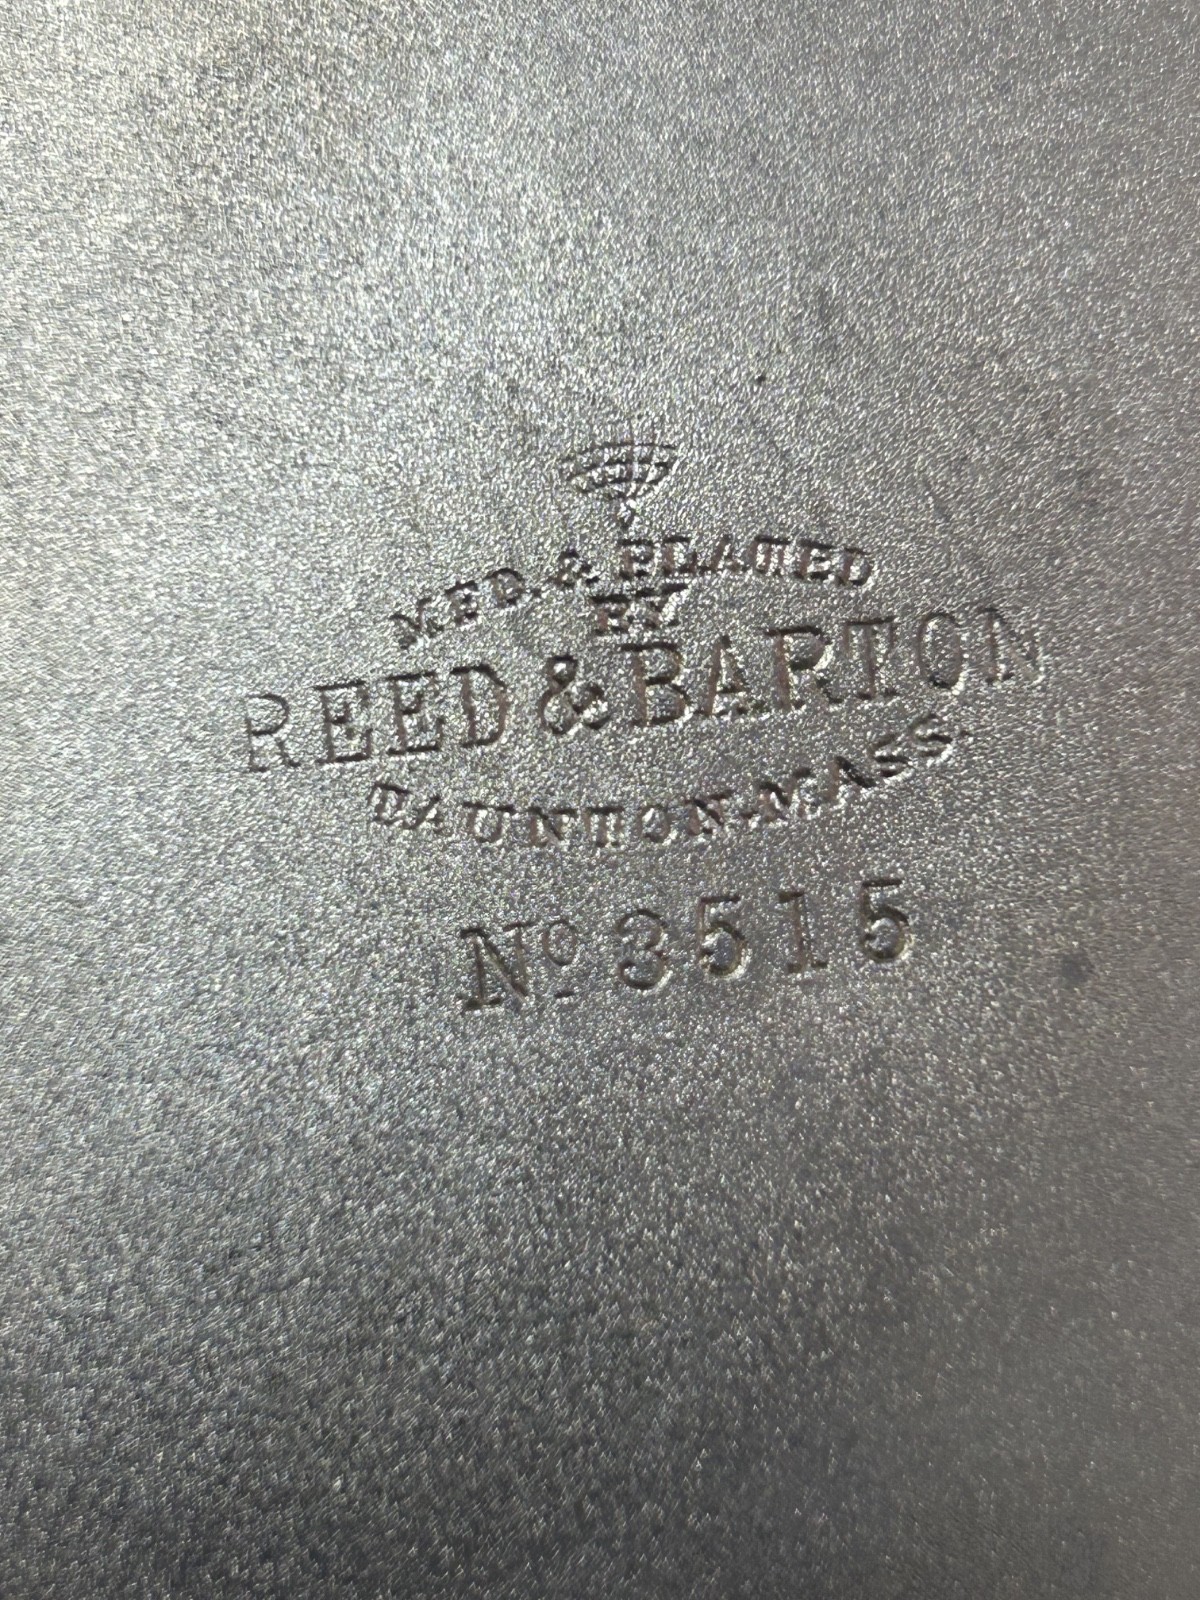 MFD. & PLATED
BY
REED & BARTON
TAUNTON. MASS.
No 3515